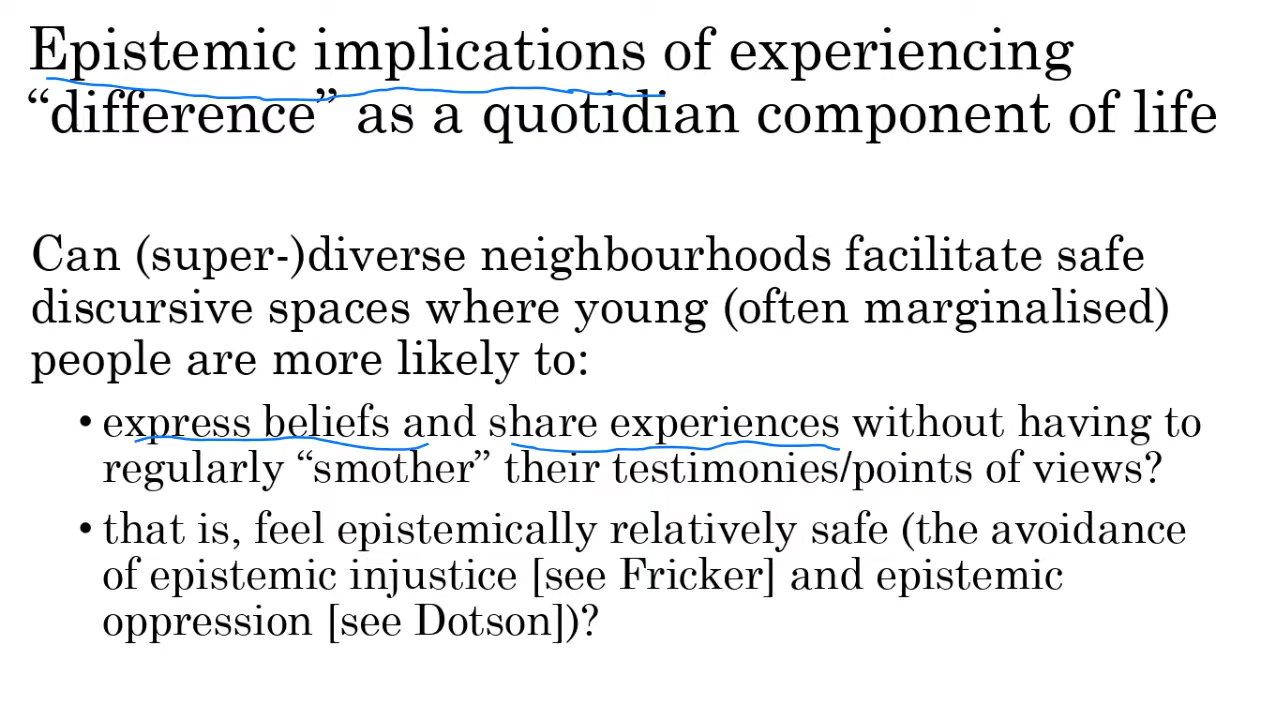 Epistemic implications of experiencing
“difference” as a quotidian component of life
Can (super-)diverse neighbourhoods facilitate safe
discursive spaces where young (often marginalised)
people are more likely to:
• express beliefs and share experiences without having to
regularly “smother” their testimonies/points of views?
• that is, feel epistemically relatively safe (the avoidance
of epistemic injustice [see Fricker] and epistemic
oppression [see Dotson])?